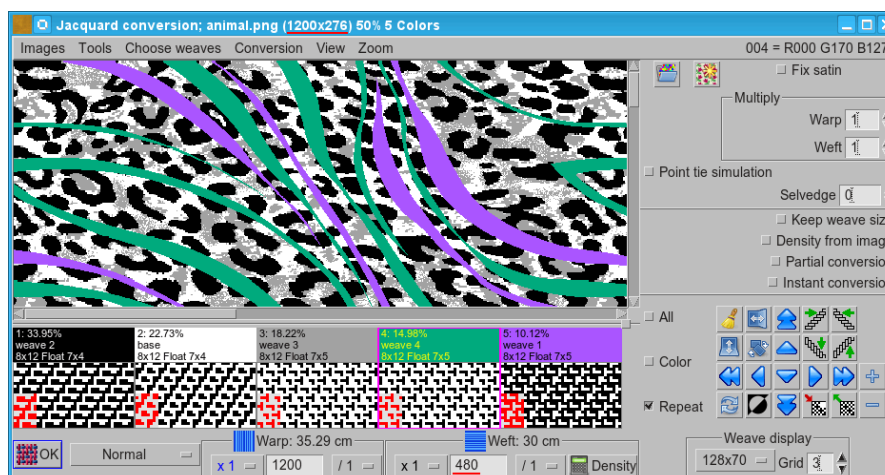 Jacquard conversion; animal.png (1200x276) 50% 5 Colors
Images Tools Choose weaves Conversion View Zoom 004 = R000 G170 B127
Fix satin
Multiply
Warp 1
Weft 1
Point tie simulation
Selvedge 0
Keep weave siz
Density from imag
Partial conversio
Instant conversio
1: 33.95% 2: 22.73% 3: 18.22% 4: 14.98% 5: 10.12%
weave 2 base weave 3 weave 4 weave 1
8x12 Float 7x4 8x12 Float 7x4 8x12 Float 7x5 8x12 Float 7x5 8x12 Float 7x5
All
Color
Repeat
OK Normal
Warp: 35.29 cm
x 1 1200 / 1
Weft: 30 cm
x 1 480 / 1 Density
Weave display
128x70 Grid 3